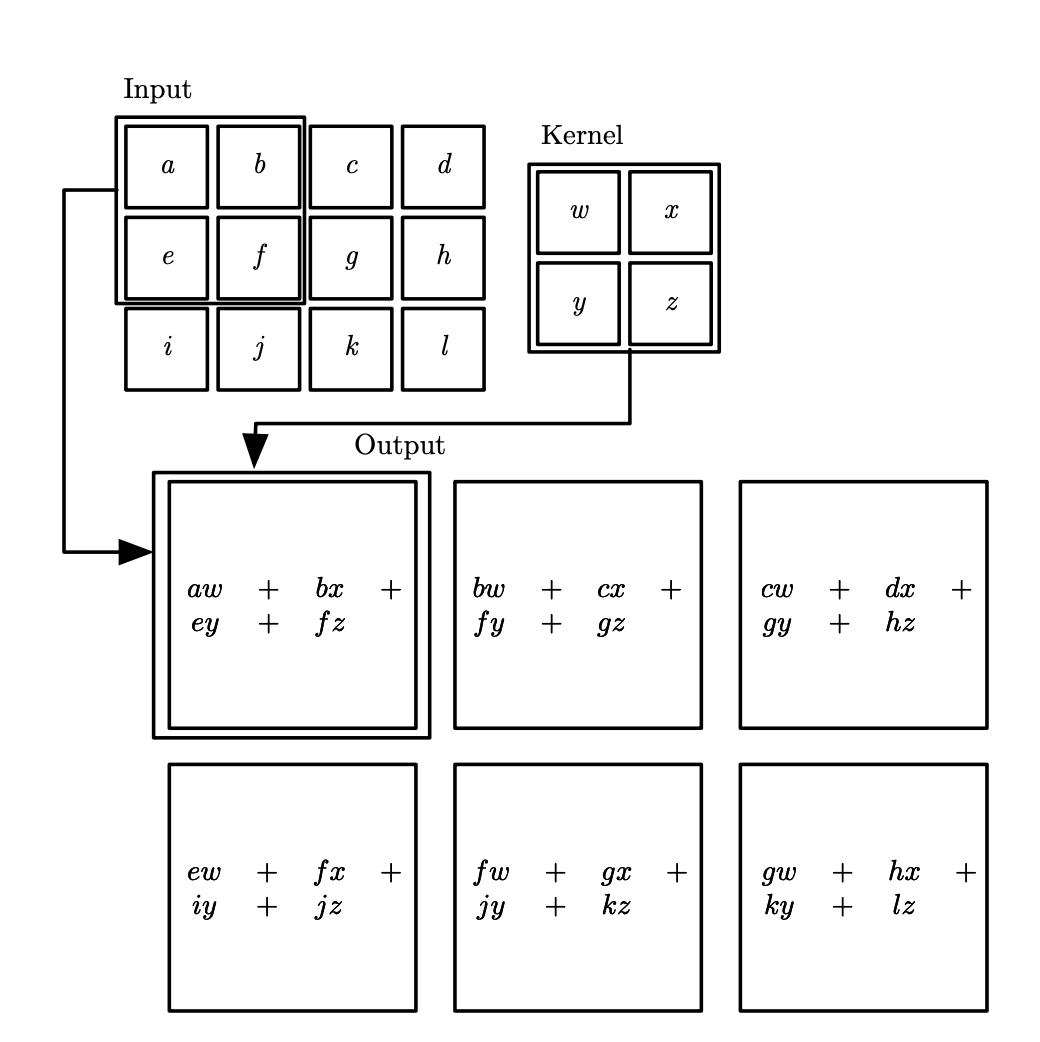 Input
Kernel
a b c d
w x
e f g h
y z
i j k l
Output
aw + bx +
ey + fz
bw + cx +
fy + gz
cw + dx +
gy + hz
ew + fx +
iy + jz
fw + gx +
jy + kz
gw + hx +
ky + lz